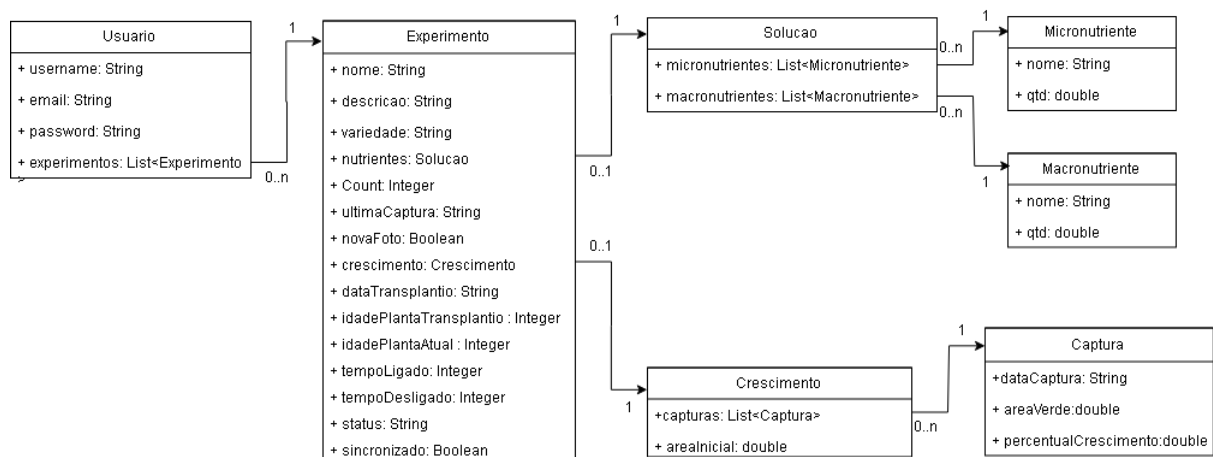 Usuario
+ username: String
+ email: String
+ password: String
+ experimentos: List<Experimento
>
0..n
1
Experimento
+ nome: String
+ descricao: String
+ variedade: String
+ nutrientes: Solucao
+ Count: Integer
+ ultimaCaptura: String
+ novaFoto: Boolean
+ crescimento: Crescimento
+ dataTransplantio: String
+ idadePlantaTransplantio : Integer
+ idadePlantaAtual : Integer
+ tempoLigado: Integer
+ tempoDesligado: Integer
+ status: String
+ sincronizado: Boolean
0..1
1
0..1
1
Solucao
+ micronutrientes: List<Micronutriente>
+ macronutrientes: List<Macronutriente>
0..n
1
0..n
1
Micronutriente
+ nome: String
+ qtd: double
Macronutriente
+ nome: String
+ qtd: double
Crescimento
+capturas: List<Captura>
+ areaInicial: double
0..n
1
Captura
+dataCaptura: String
+ areaVerde:double
+ percentualCrescimento:double